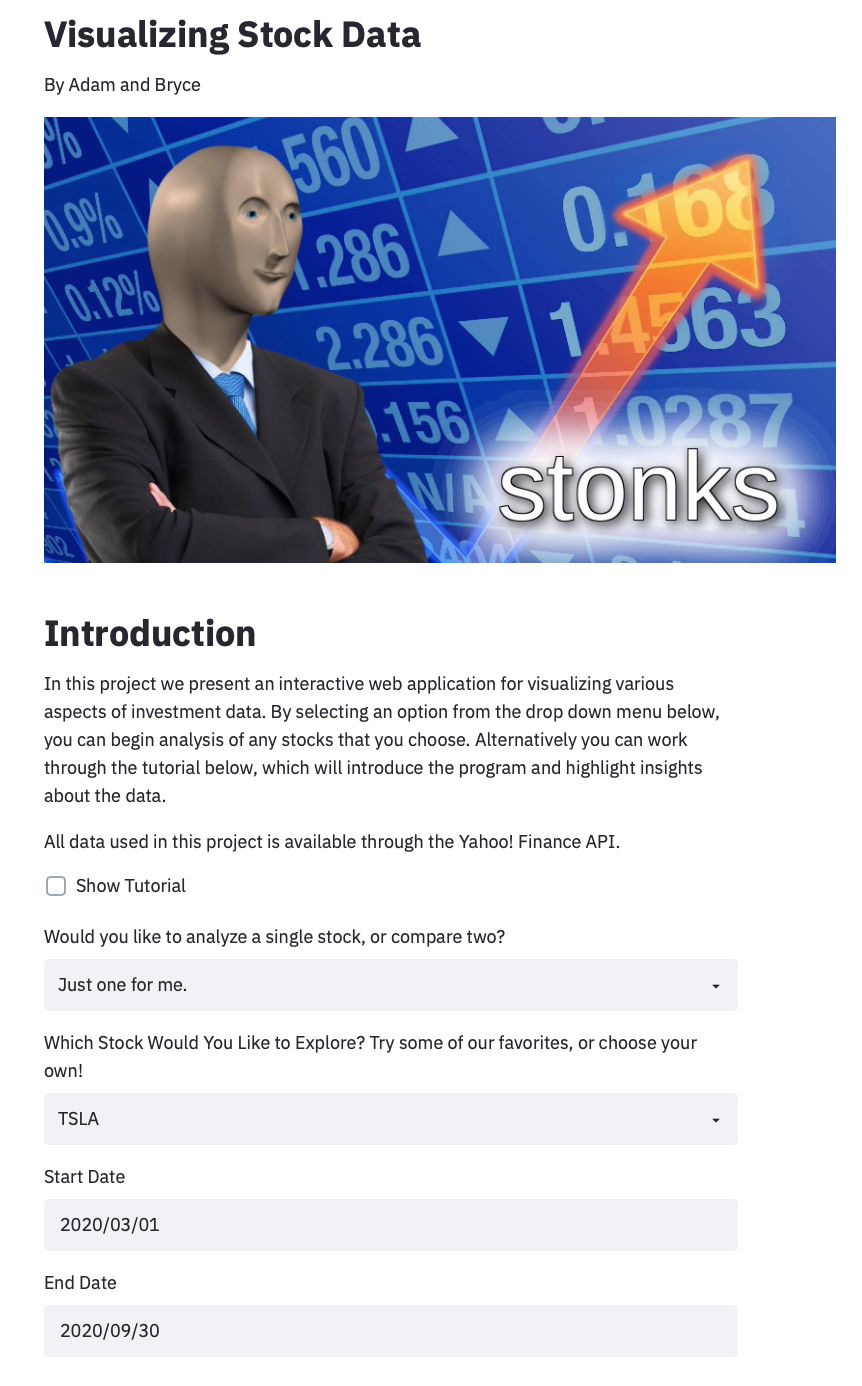 Visualizing Stock Data
By Adam and Bryce
560
0.9%
0.168
1.286
0.12%
1.4563
2.286
.156
1.0287
N/A
stonks
Introduction
In this project we present an interactive web application for visualizing various
aspects of investment data. By selecting an option from the drop down menu below,
you can begin analysis of any stocks that you choose. Alternatively you can work
through the tutorial below, which will introduce the program and highlight insights
about the data.
All data used in this project is available through the Yahoo! Finance API.
Show Tutorial
Would you like to analyze a single stock, or compare two?
Just one for me.
Which Stock Would You Like to Explore? Try some of our favorites, or choose your
own!
TSLA
Start Date
2020/03/01
End Date
2020/09/30